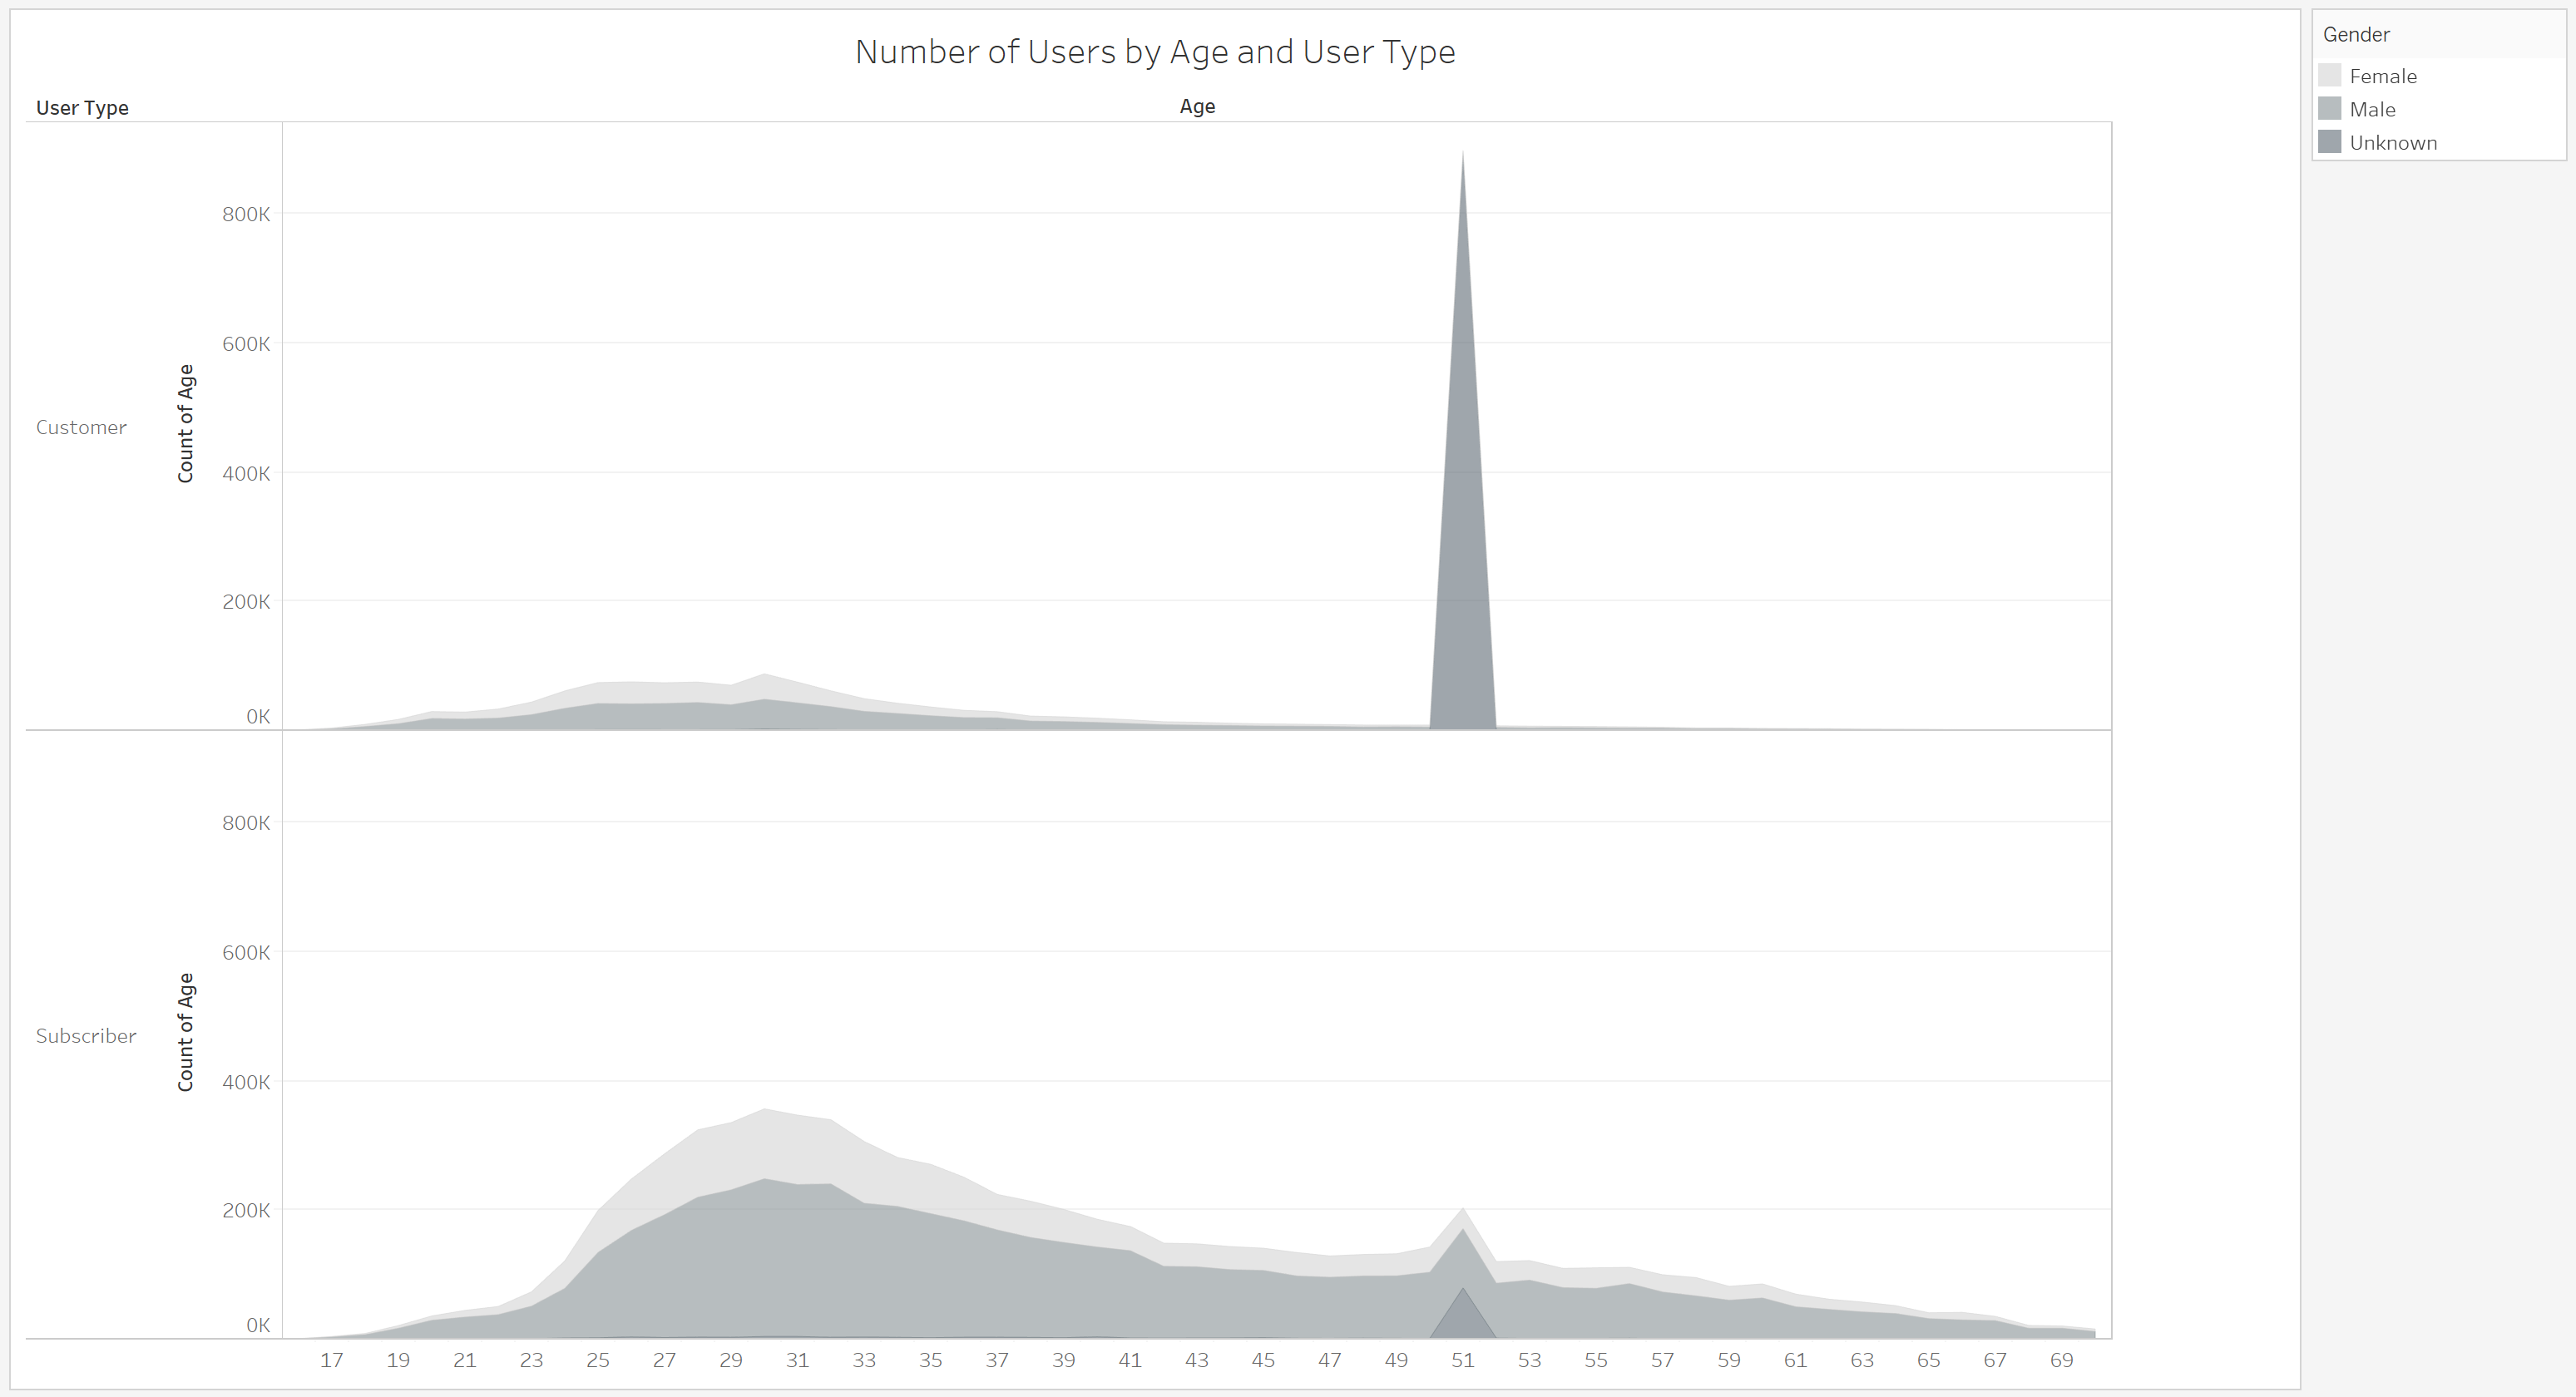 Number of Users by Age and User Type
User Type
Age
Customer
Count of Age
800K
600K
400K
200K
0K
Subscriber
Count of Age
800K
600K
400K
200K
0K
17 19 21 23 25 27 29 31 33 35 37 39 41 43 45 47 49 51 53 55 57 59 61 63 65 67 69
Gender
Female
Male
Unknown